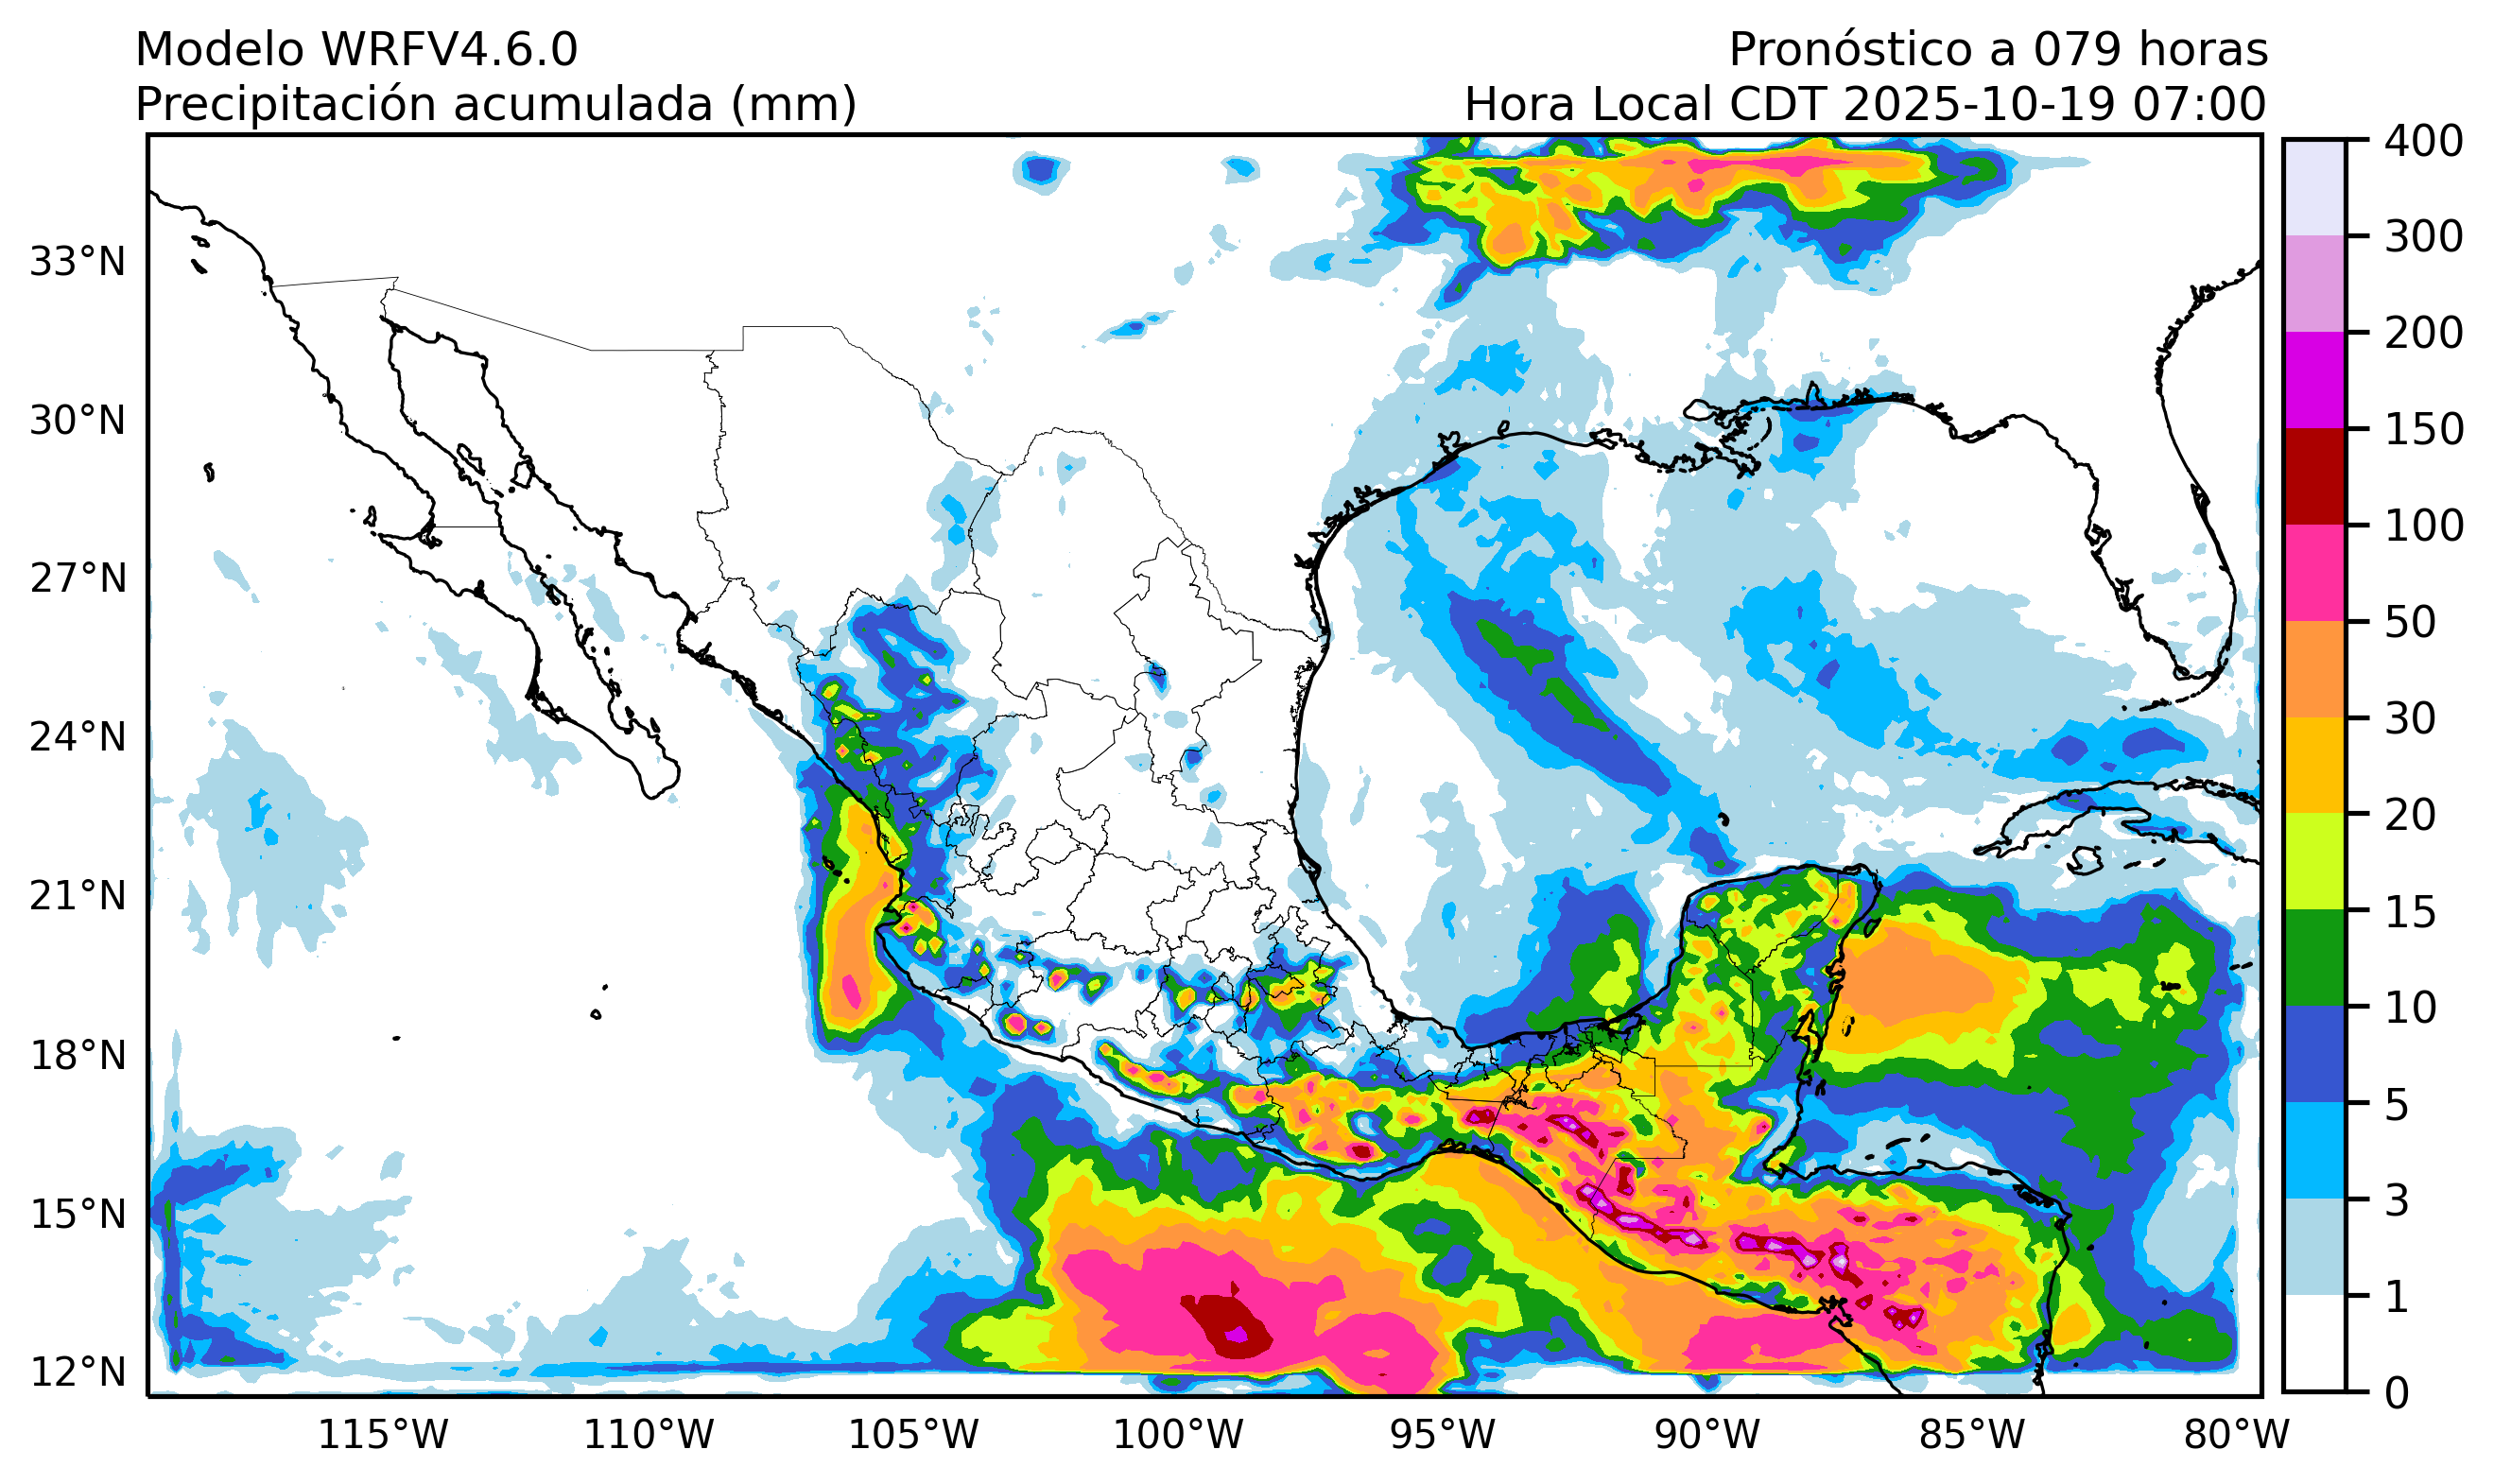 Modelo WRFV4.6.0
Pronóstico a 079 horas
Precipitación acumulada (mm)
Hora Local CDT 2025-10-19 07:00
400
300
200
150
100
50
30
20
15
10
5
3
1
0
33°N
30°N
27°N
24°N
21°N
18°N
15°N
12°N
115°W
110°W
105°W
100°W
95°W
90°W
85°W
80°W